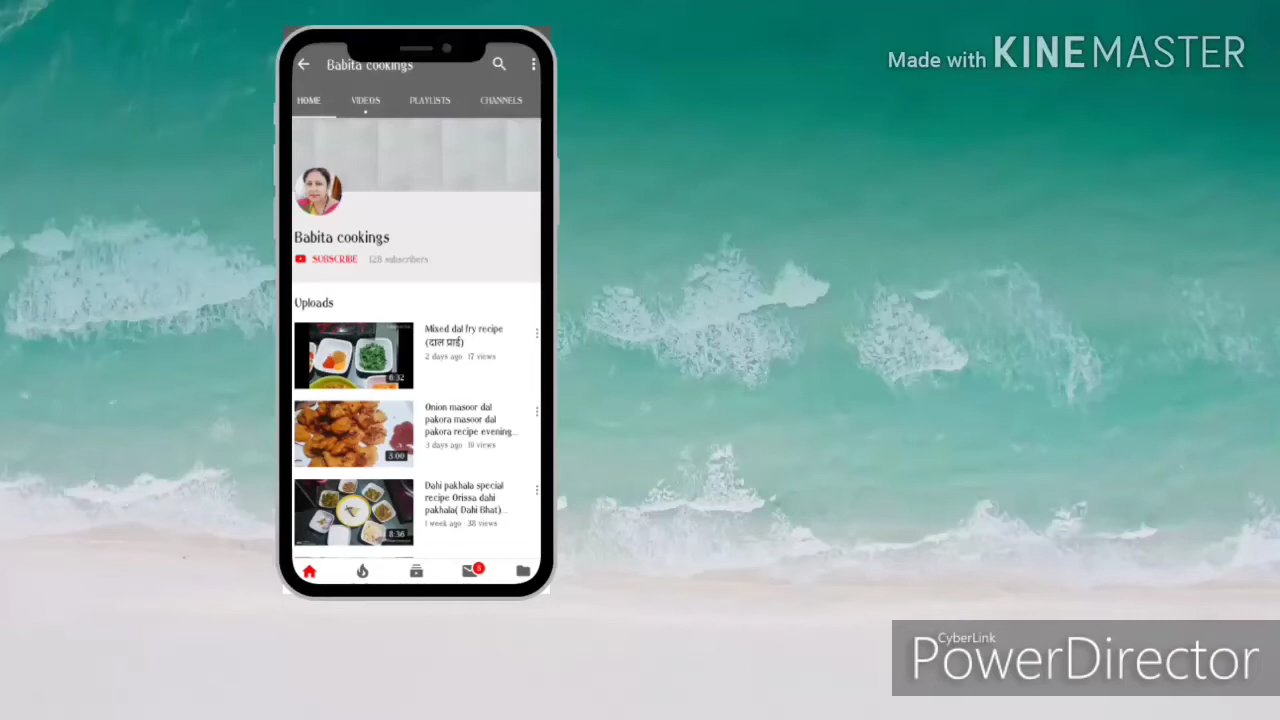 Made with KINEMASTER
Babita cookings
HOME VIDEOS PLAYLISTS CHANNELS
Babita cookings
SUBSCRIBE 128 subscribers
Uploads
Mixed dal fry recipe
(दाल फ्राई)
2 days ago 17 views
6:32
Onion masoor dal
pakora masoor dal
pakora recipe evening...
3 days ago · 19 views
3:00
Dahi pakhala special
recipe Orissa dahi
pakhala( Dahi Bhat)...
1 week ago · 38 views
8:36
3
CyberLink
PowerDirector